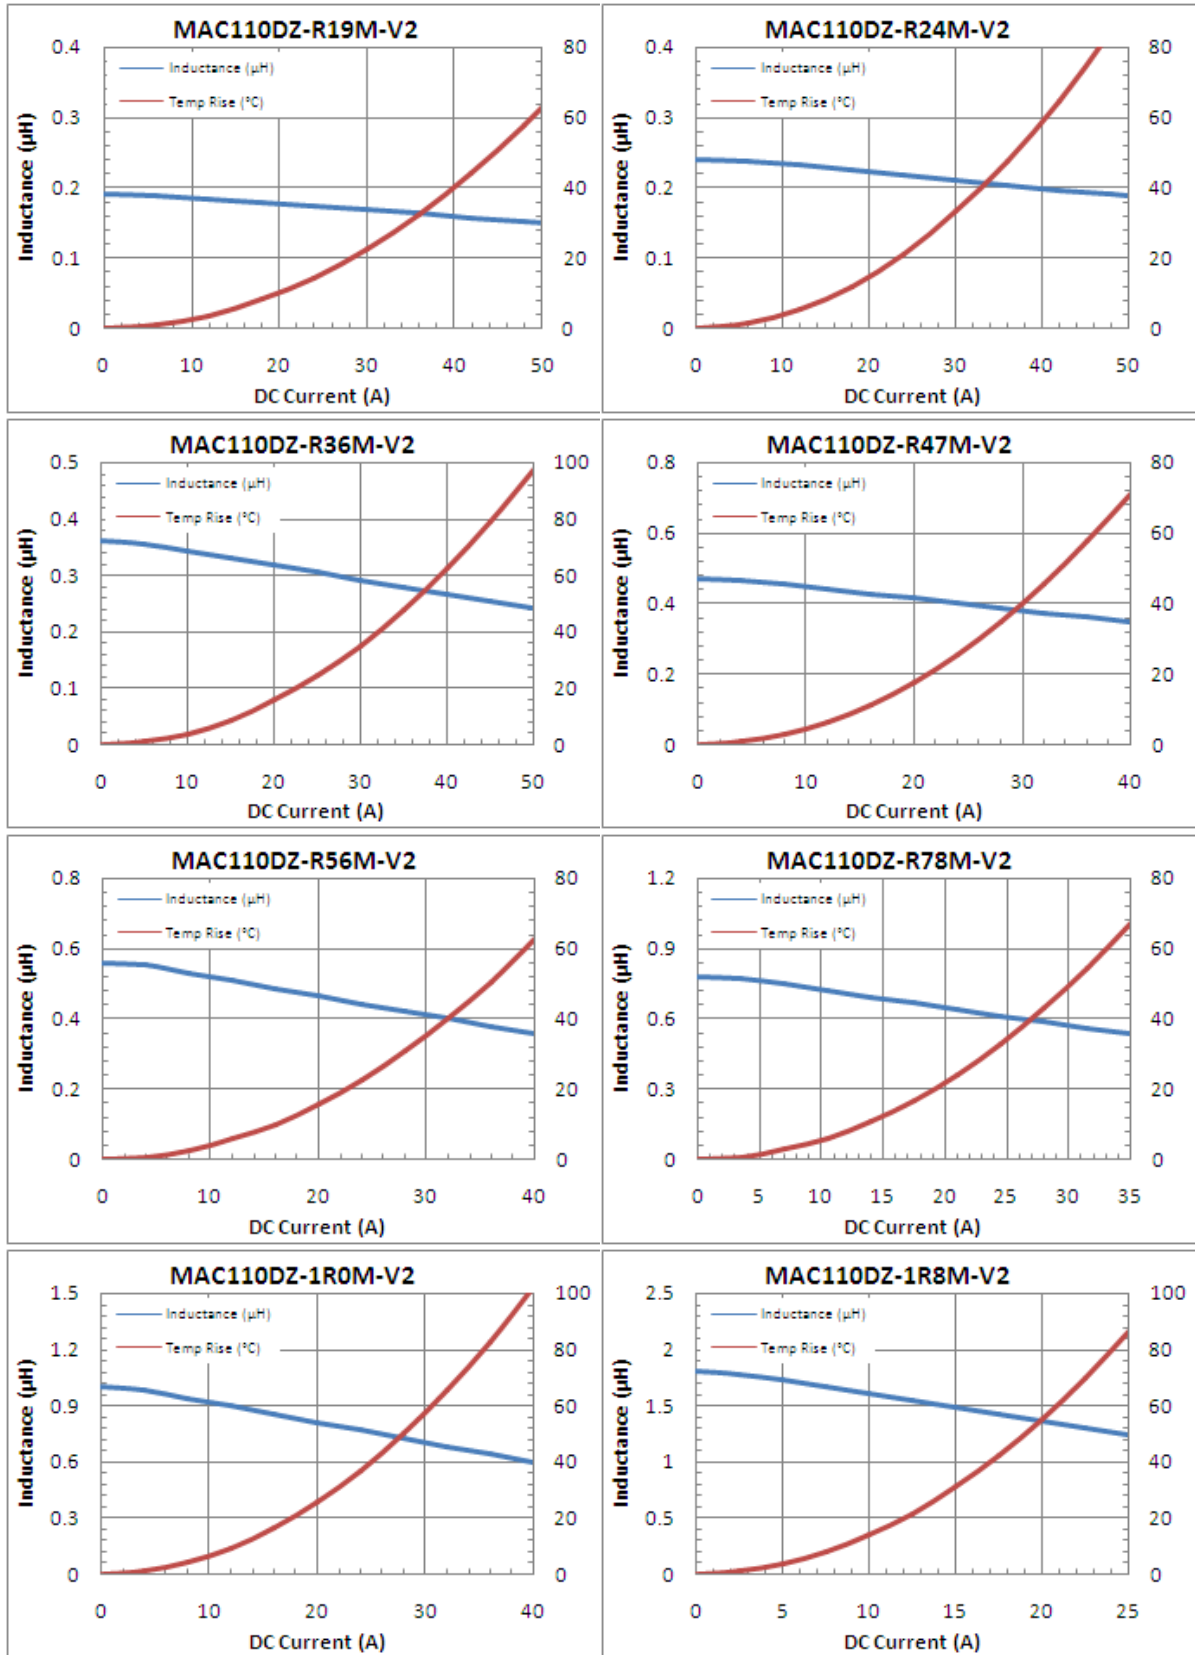 MAC110DZ-R19M-V2
Inductance (µH)
Temp Rise (°C)
Inductance (µH)
0.4
0.3
0.2
0.1
0
80
60
40
20
0
0 10 20 30 40 50
DC Current (A)
MAC110DZ-R24M-V2
Inductance (µH)
Temp Rise (°C)
Inductance (µH)
0.4
0.3
0.2
0.1
0
80
60
40
20
0
0 10 20 30 40 50
DC Current (A)
MAC110DZ-R36M-V2
Inductance (µH)
Temp Rise (°C)
Inductance (µH)
0.5
0.4
0.3
0.2
0.1
0
100
80
60
40
20
0
0 10 20 30 40 50
DC Current (A)
MAC110DZ-R47M-V2
Inductance (µH)
Temp Rise (°C)
Inductance (µH)
0.8
0.6
0.4
0.2
0
80
60
40
20
0
0 10 20 30 40
DC Current (A)
MAC110DZ-R56M-V2
Inductance (µH)
Temp Rise (°C)
Inductance (µH)
0.8
0.6
0.4
0.2
0
80
60
40
20
0
0 10 20 30 40
DC Current (A)
MAC110DZ-R78M-V2
Inductance (µH)
Temp Rise (°C)
Inductance (µH)
1.2
0.9
0.6
0.3
0
80
60
40
20
0
0 5 10 15 20 25 30 35
DC Current (A)
MAC110DZ-1R0M-V2
Inductance (µH)
Temp Rise (°C)
Inductance (µH)
1.5
1.2
0.9
0.6
0.3
0
100
80
60
40
20
0
0 10 20 30 40
DC Current (A)
MAC110DZ-1R8M-V2
Inductance (µH)
Temp Rise (°C)
Inductance (µH)
2.5
2
1.5
1
0.5
0
100
80
60
40
20
0
0 5 10 15 20 25
DC Current (A)